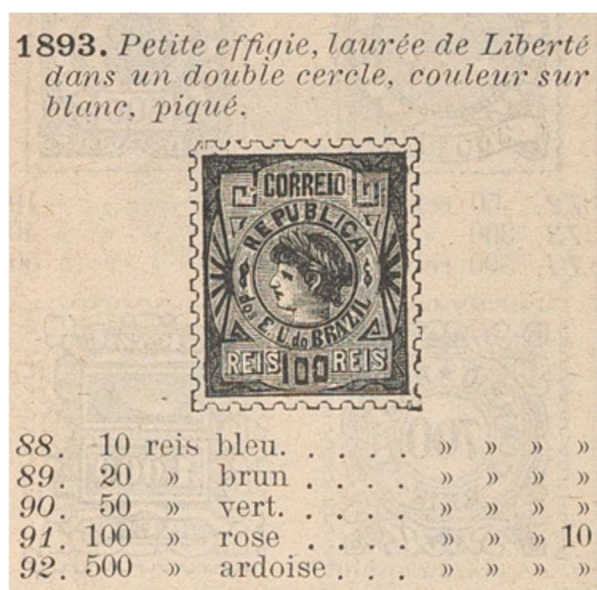 1893. Petite effigie, laurée de Liberté
dans un double cercle, couleur sur
blanc, piqué.
CORREIO
REPUBLICA
dos E. U. do BRAZIL
REIS 100 REIS
88. 10 reis bleu. . . . . » » » »
89. 20 » brun . . . . » » » »
90. 50 » vert. . . . . » » » »
91. 100 » rose . . . . » » » 10
92. 500 » ardoise . . . » » » »